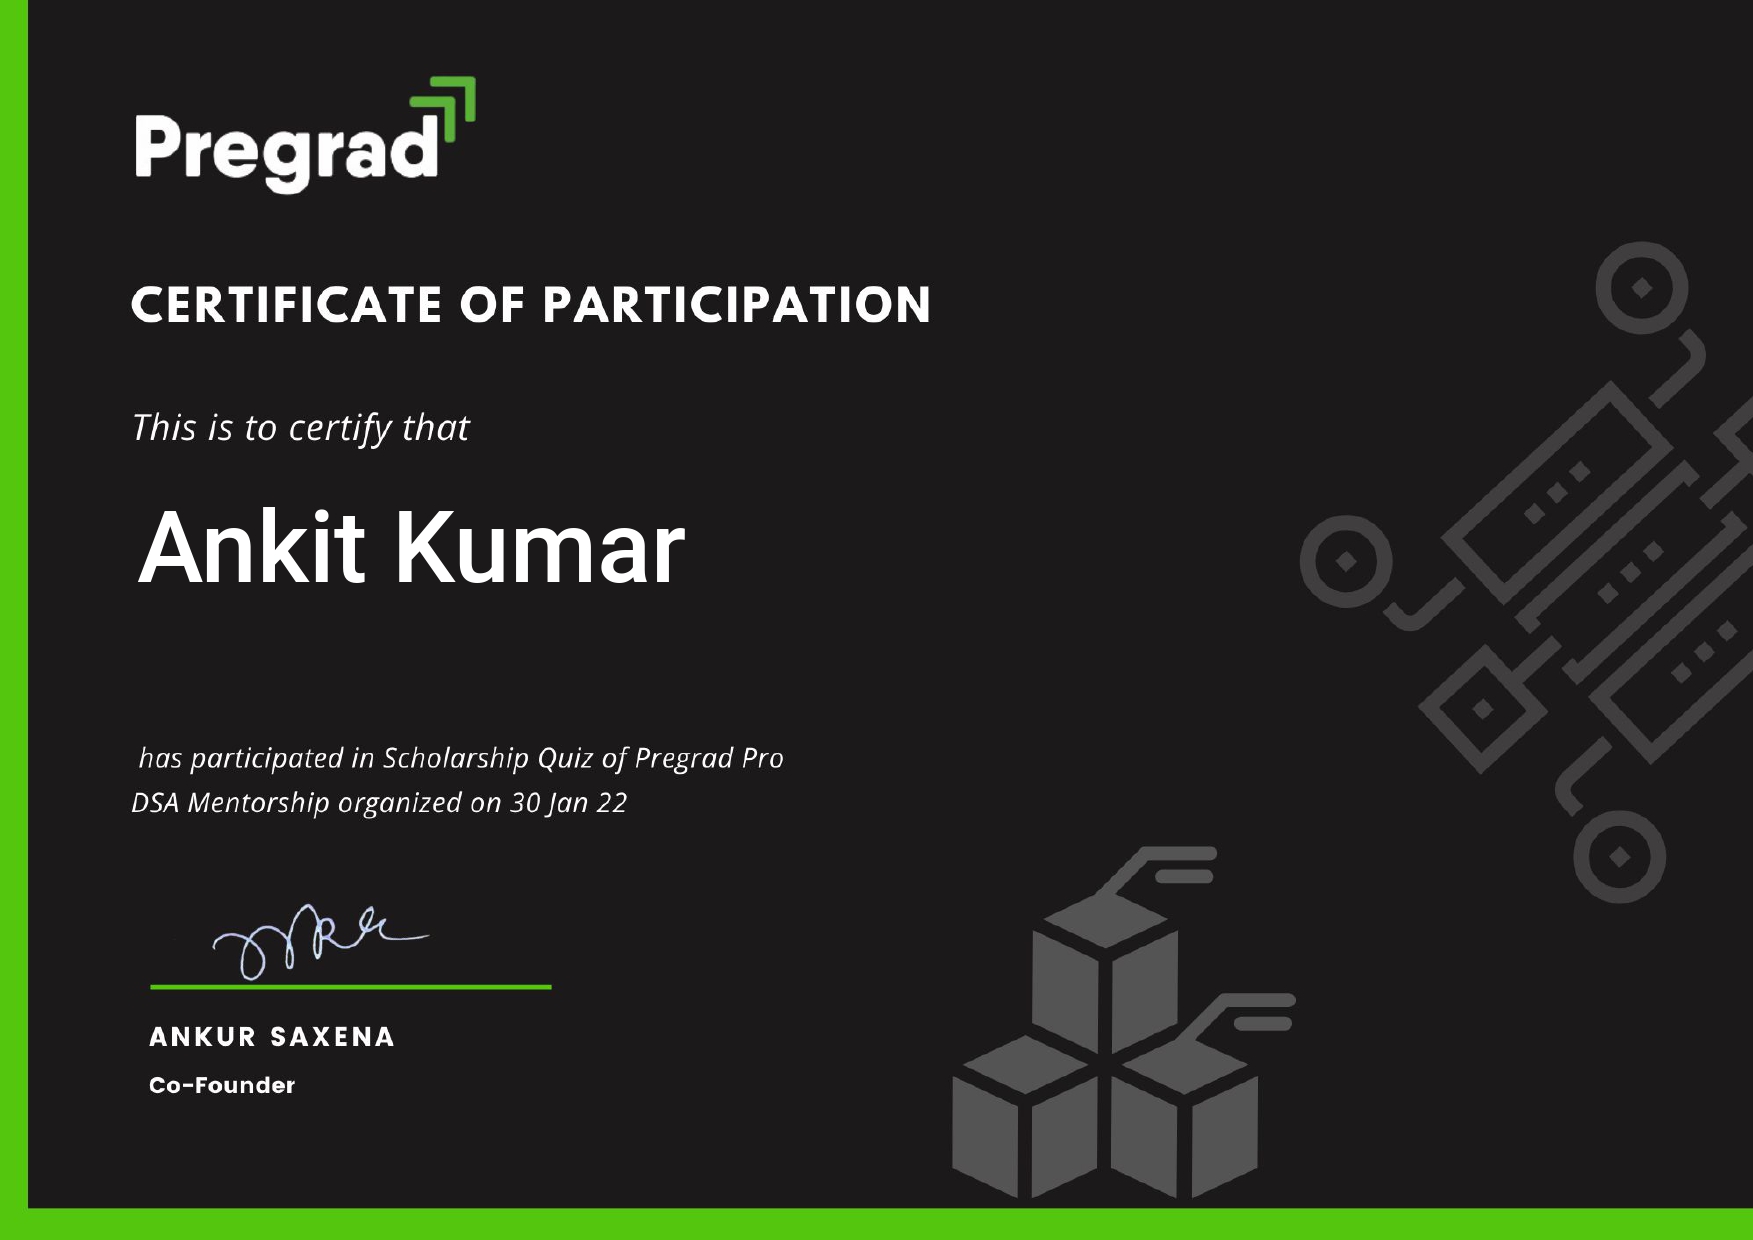 Pregrad
CERTIFICATE OF PARTICIPATION
This is to certify that
Ankit Kumar
has participated in Scholarship Quiz of Pregrad Pro
DSA Mentorship organized on 30 Jan 22
ANKUR SAXENA
Co-Founder